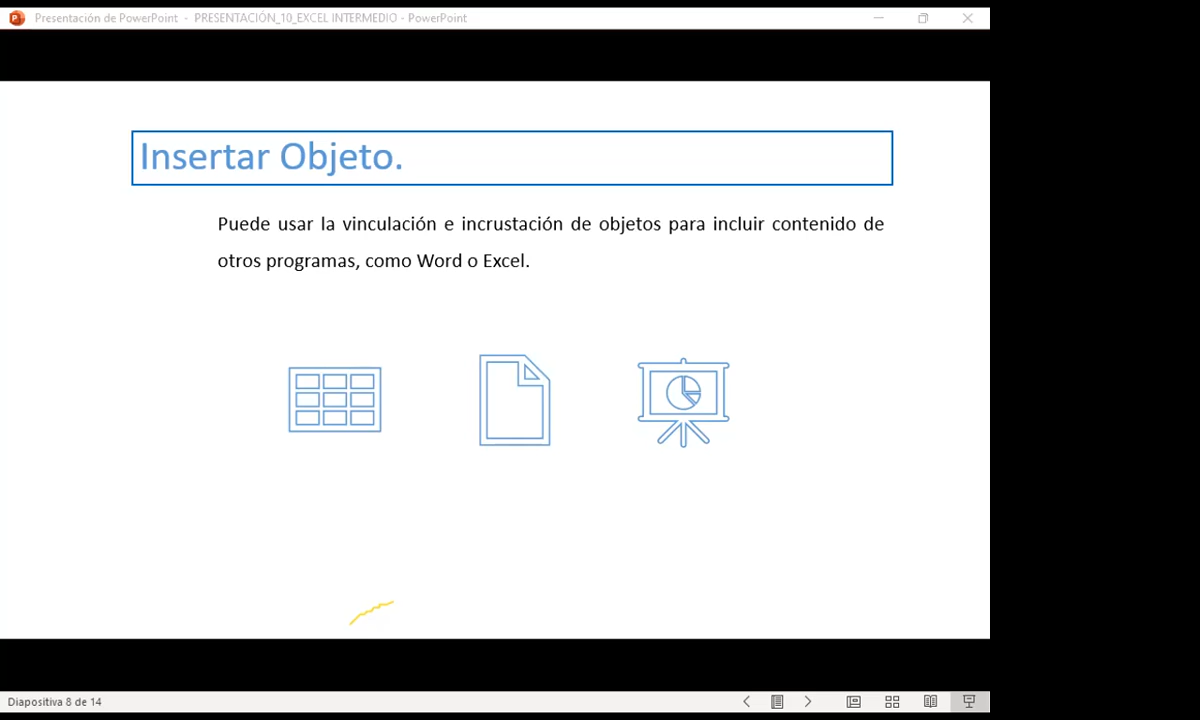 Presentación de PowerPoint - PRESENTACIÓN_10_EXCEL INTERMEDIO - PowerPoint
Insertar Objeto.
Puede usar la vinculación e incrustación de objetos para incluir contenido de
otros programas, como Word o Excel.
Diapositiva 8 de 14